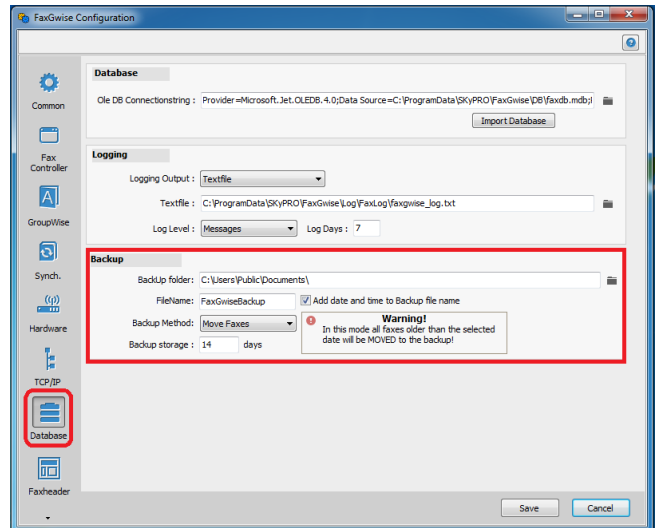 FaxGwise Configuration
Common
Fax
Controller
GroupWise
Synch.
Hardware
TCP/IP
Database
Faxheader
Database
Ole DB Connectionstring : Provider=Microsoft.Jet.OLEDB.4.0;Data Source=C:\ProgramData\SKyPRO\FaxGwise\DB\faxdb.mdb;
Import Database
Logging
Logging Output : Textfile
Textfile : C:\ProgramData\SKyPRO\FaxGwise\Log\FaxLog\faxgwise_log.txt
Log Level : Messages Log Days : 7
Backup
BackUp folder: C:\Users\Public\Documents\
FileName: FaxGwiseBackup Add date and time to Backup file name
Backup Method: Move Faxes
Warning!
In this mode all faxes older than the selected
date will be MOVED to the backup!
Backup storage : 14 days
Save Cancel